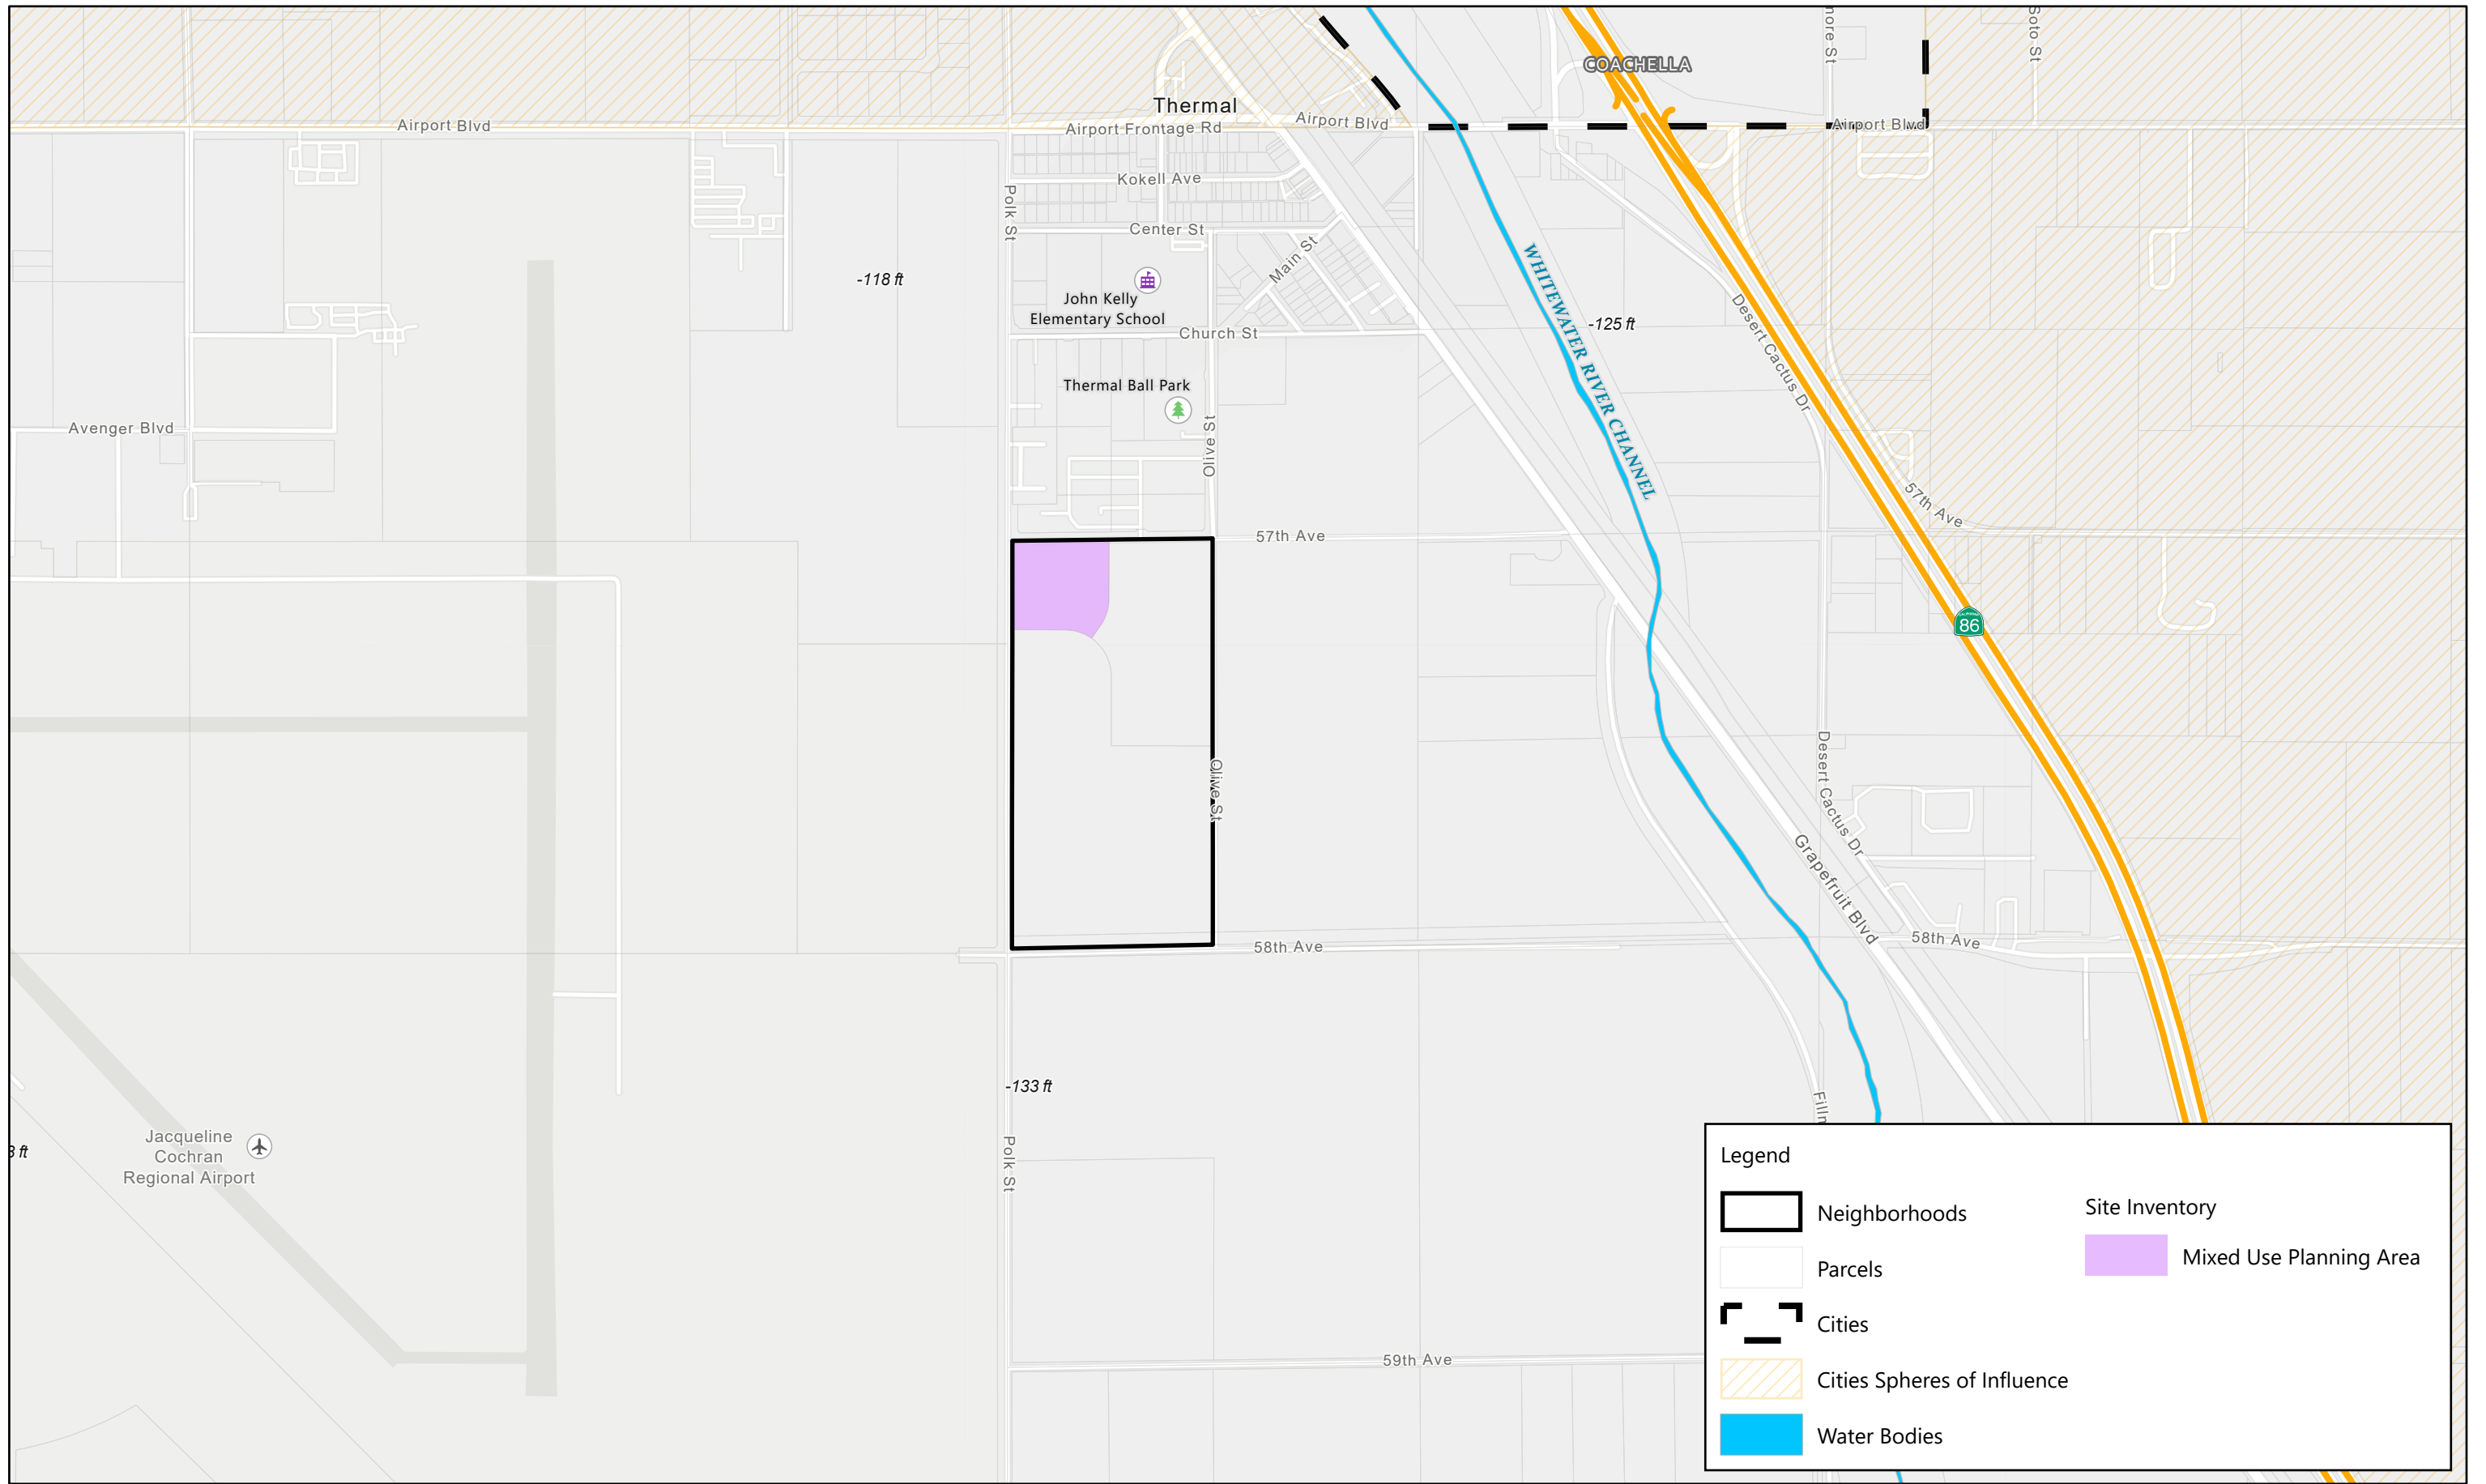 Soto St
COACHELLA
Thermal
Airport Blvd
Airport Frontage Rd
Airport Blvd
Airport Blvd
Kokell Ave
Polk St
Center St
Main St
WHITEWATER RIVER CHANNEL
-118 ft
John Kelly
Elementary School
-125 ft
Church St
Desert Cactus Dr
Thermal Ball Park
Avenger Blvd
Olive St
57th Ave
57th Ave
86
Olive St
Desert Cactus Dr
Grapefruit Blvd
58th Ave
58th Ave
-133 ft
Jacqueline
Cochran
Regional Airport
Polk St
59th Ave
Legend
Neighborhoods
Parcels
Cities
Cities Spheres of Influence
Water Bodies
Site Inventory
Mixed Use Planning Area